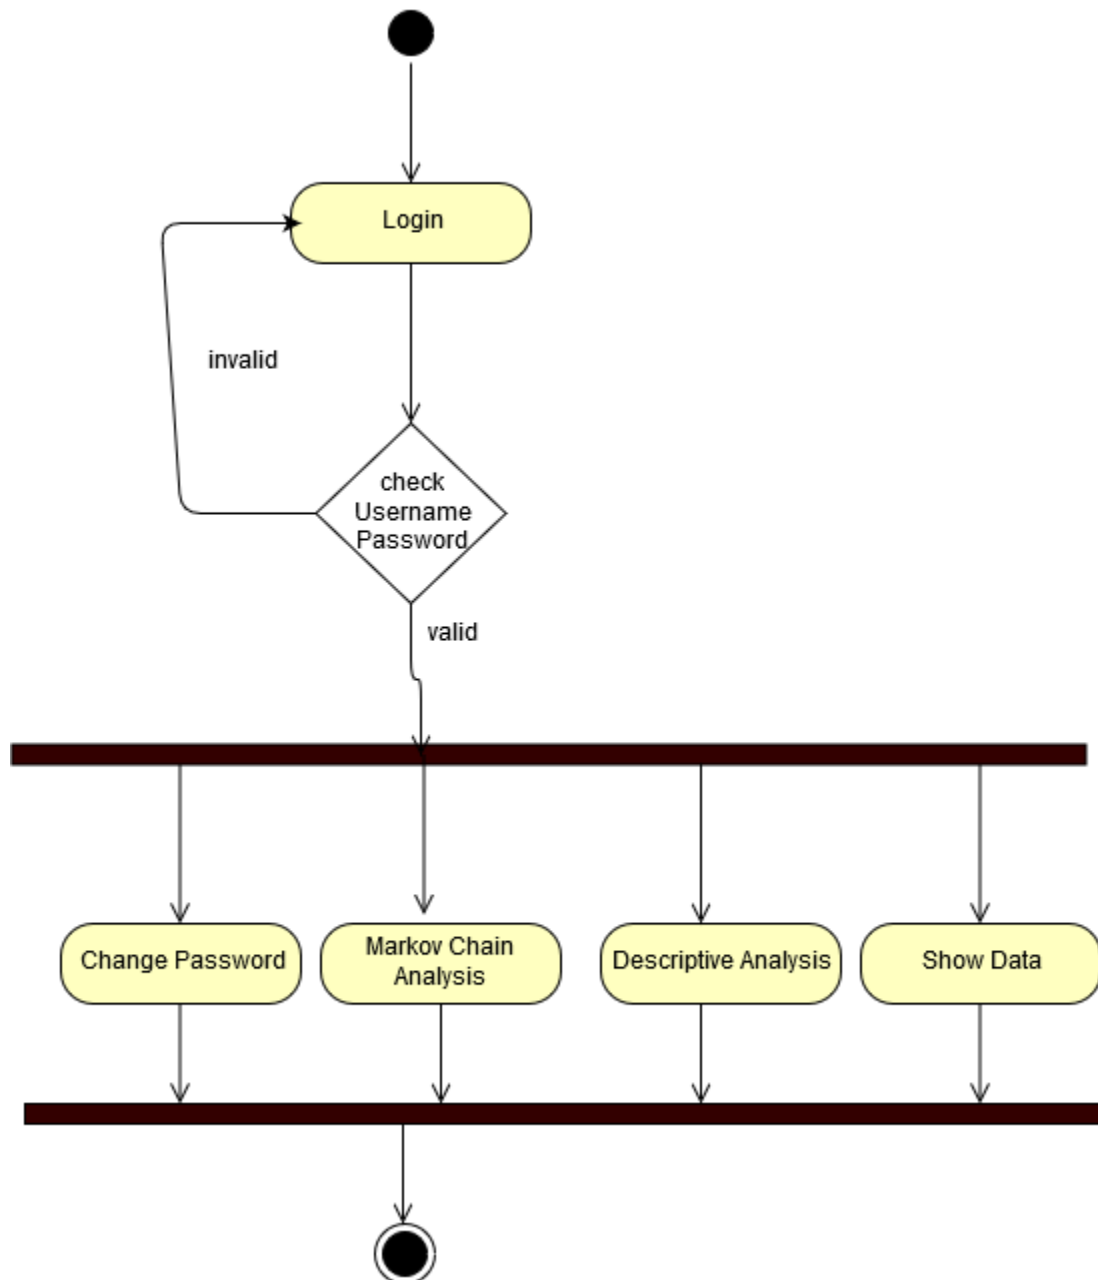 Login
invalid
check
Username
Password
valid
Change Password
Markov Chain
Analysis
Descriptive Analysis
Show Data